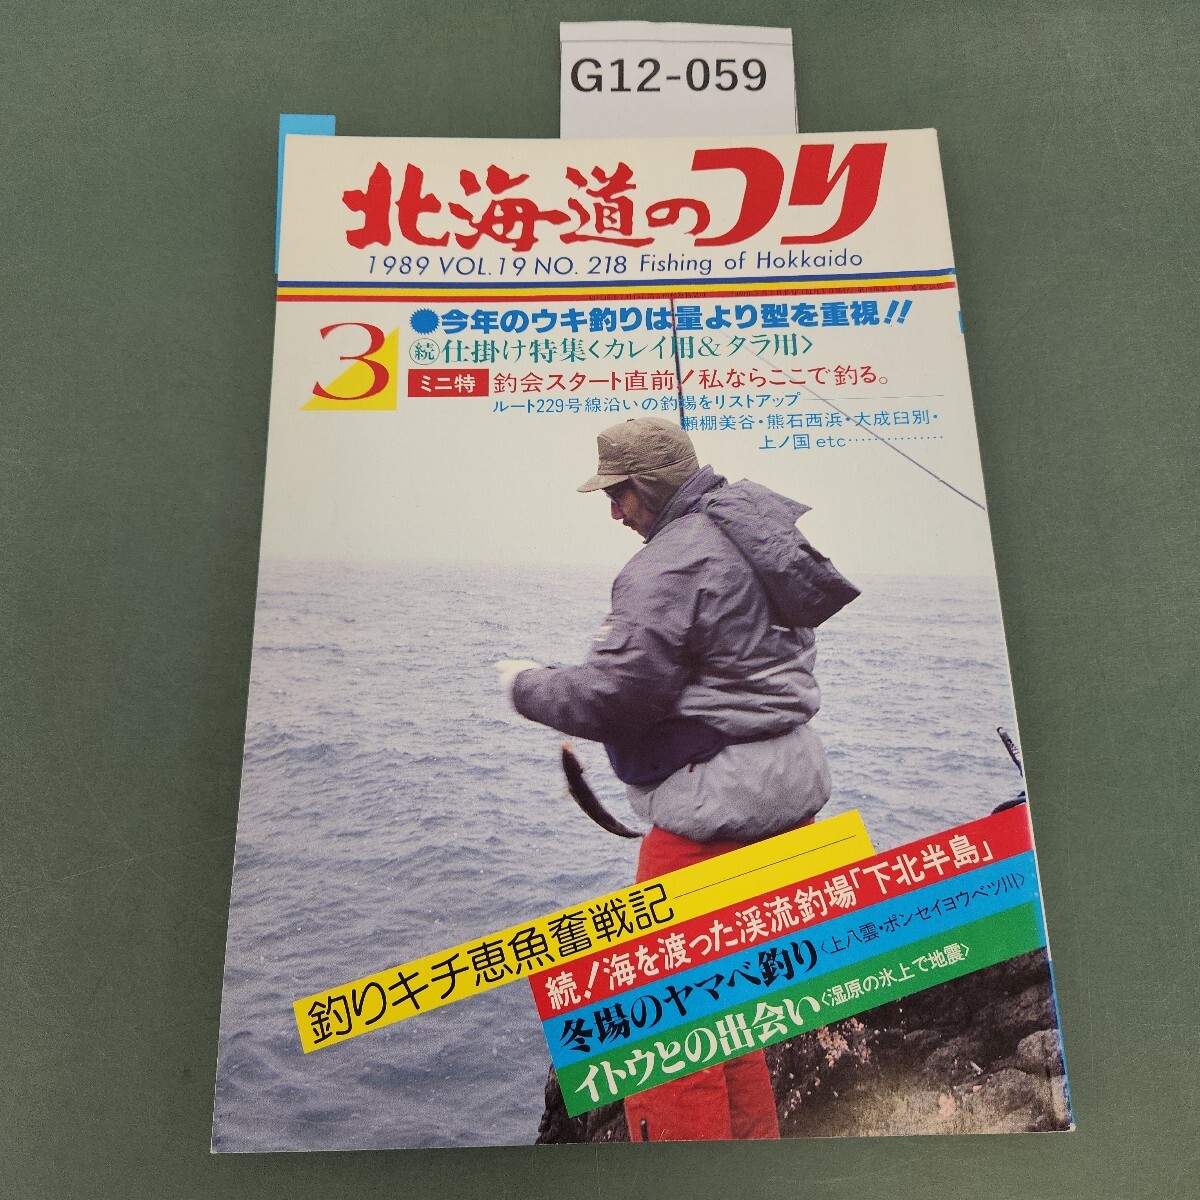 G12-059
北海道のつり
1989 VOL.19 NO. 218 Fishing of Hokkaido
3
●今年のウキ釣りは量より型を重視!!
続 仕掛け特集〈カレイ用&タラ用〉
ミニ特 釣会スタート直前!私ならここで釣る。
ルート229号線沿いの釣場をリストアップ
瀬棚美谷・熊石西浜・大成臼別・
上ノ国etc……………
釣りキチ恵魚奮戦記
続!海を渡った渓流釣場「下北半島」
冬場のヤマベ釣り〈上八雲・ポンセイヨウベツ川〉
イトウとの出会い〈湿原の氷上で地震〉